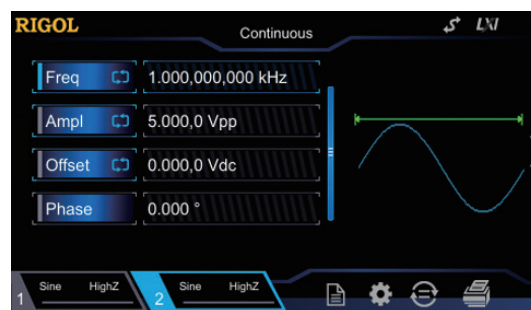 RIGOL
Continuous
LXI
Freq 1.000,000,000 kHz
Ampl 5.000,0 Vpp
Offset 0.000,0 Vdc
Phase 0.000 °
1 Sine HighZ
2 Sine HighZ